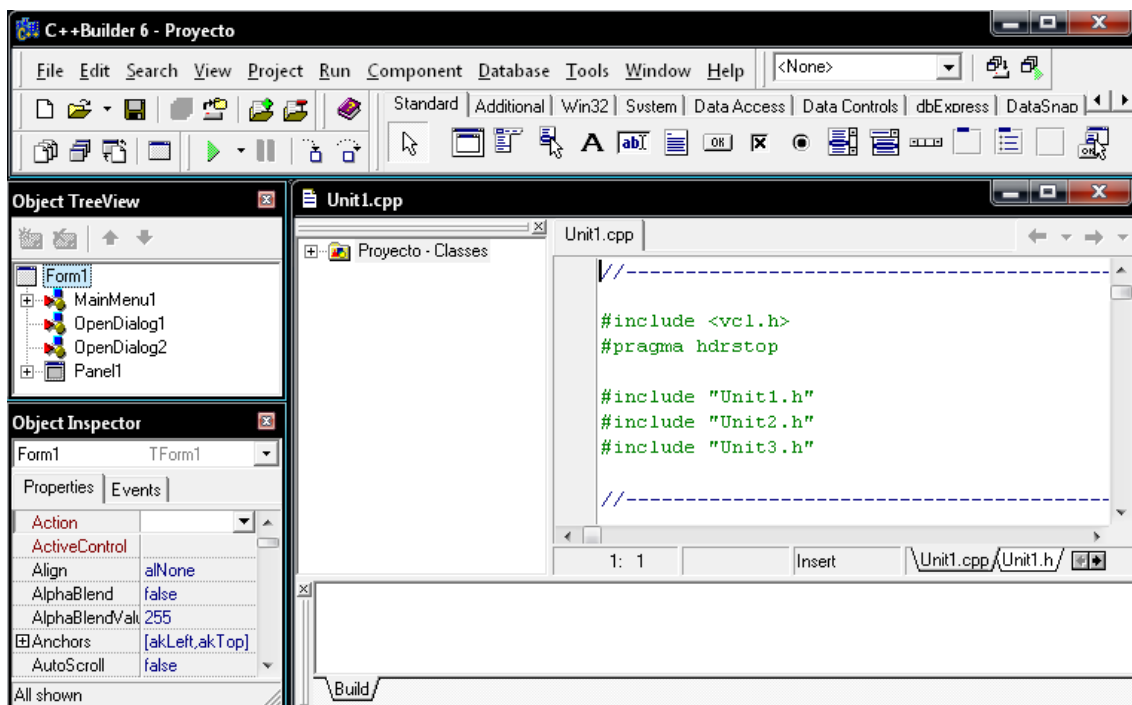 C++Builder 6 - Proyecto
File Edit Search View Project Run Component Database Tools Window Help <None>
Standard Additional Win32 System Data Access Data Controls dbExpress DataSnap
A abI OK
OK
Object TreeView
Form1
MainMenu1
OpenDialog1
OpenDialog2
Panel1
Object Inspector
Form1 TForm1
Properties Events
Action
ActiveControl
Align alNone
AlphaBlend false
AlphaBlendValu 255
Anchors [akLeft,akTop]
AutoScroll false
All shown
Unit1.cpp
Proyecto - Classes
Unit1.cpp
//----------------------------------------
#include <vcl.h>
#pragma hdrstop
#include "Unit1.h"
#include "Unit2.h"
#include "Unit3.h"
//----------------------------------------
1: 1 Insert Unit1.cpp Unit1.h
Build